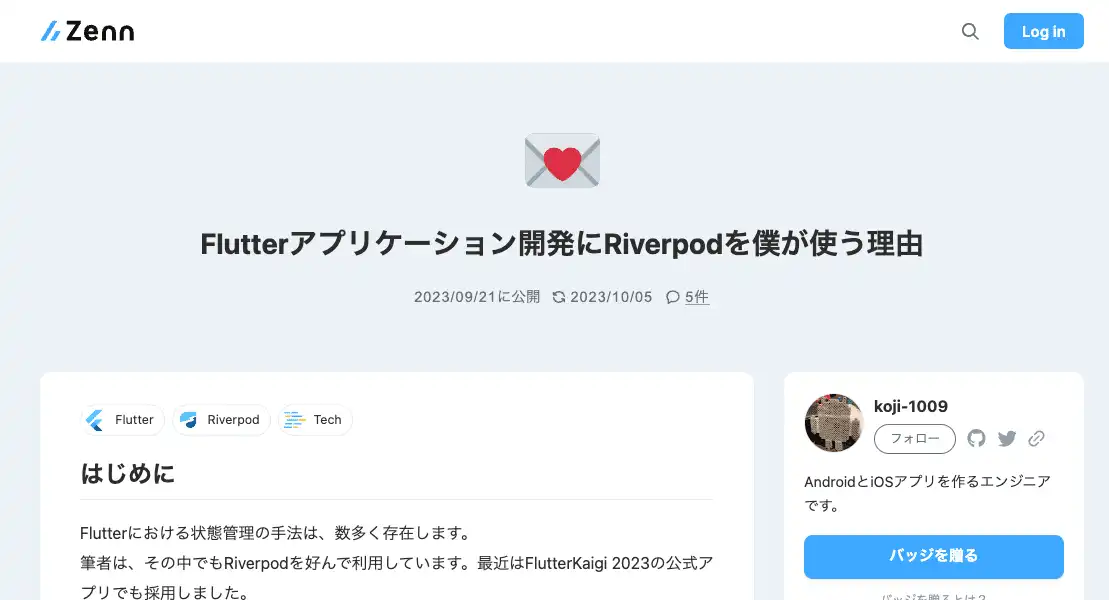 Zenn
Log in
Flutterアプリケーション開発にRiverpodを僕が使う理由
2023/09/21に公開 2023/10/05 5件
Flutter Riverpod Tech
はじめに
Flutterにおける状態管理の手法は、数多く存在します。
筆者は、その中でもRiverpodを好んで利用しています。最近はFlutterKaigi 2023の公式ア
プリでも採用しました。
koji-1009
フォロー
AndroidとiOSアプリを作るエンジニア
です。
バッジを贈る
バッジを贈るとは？